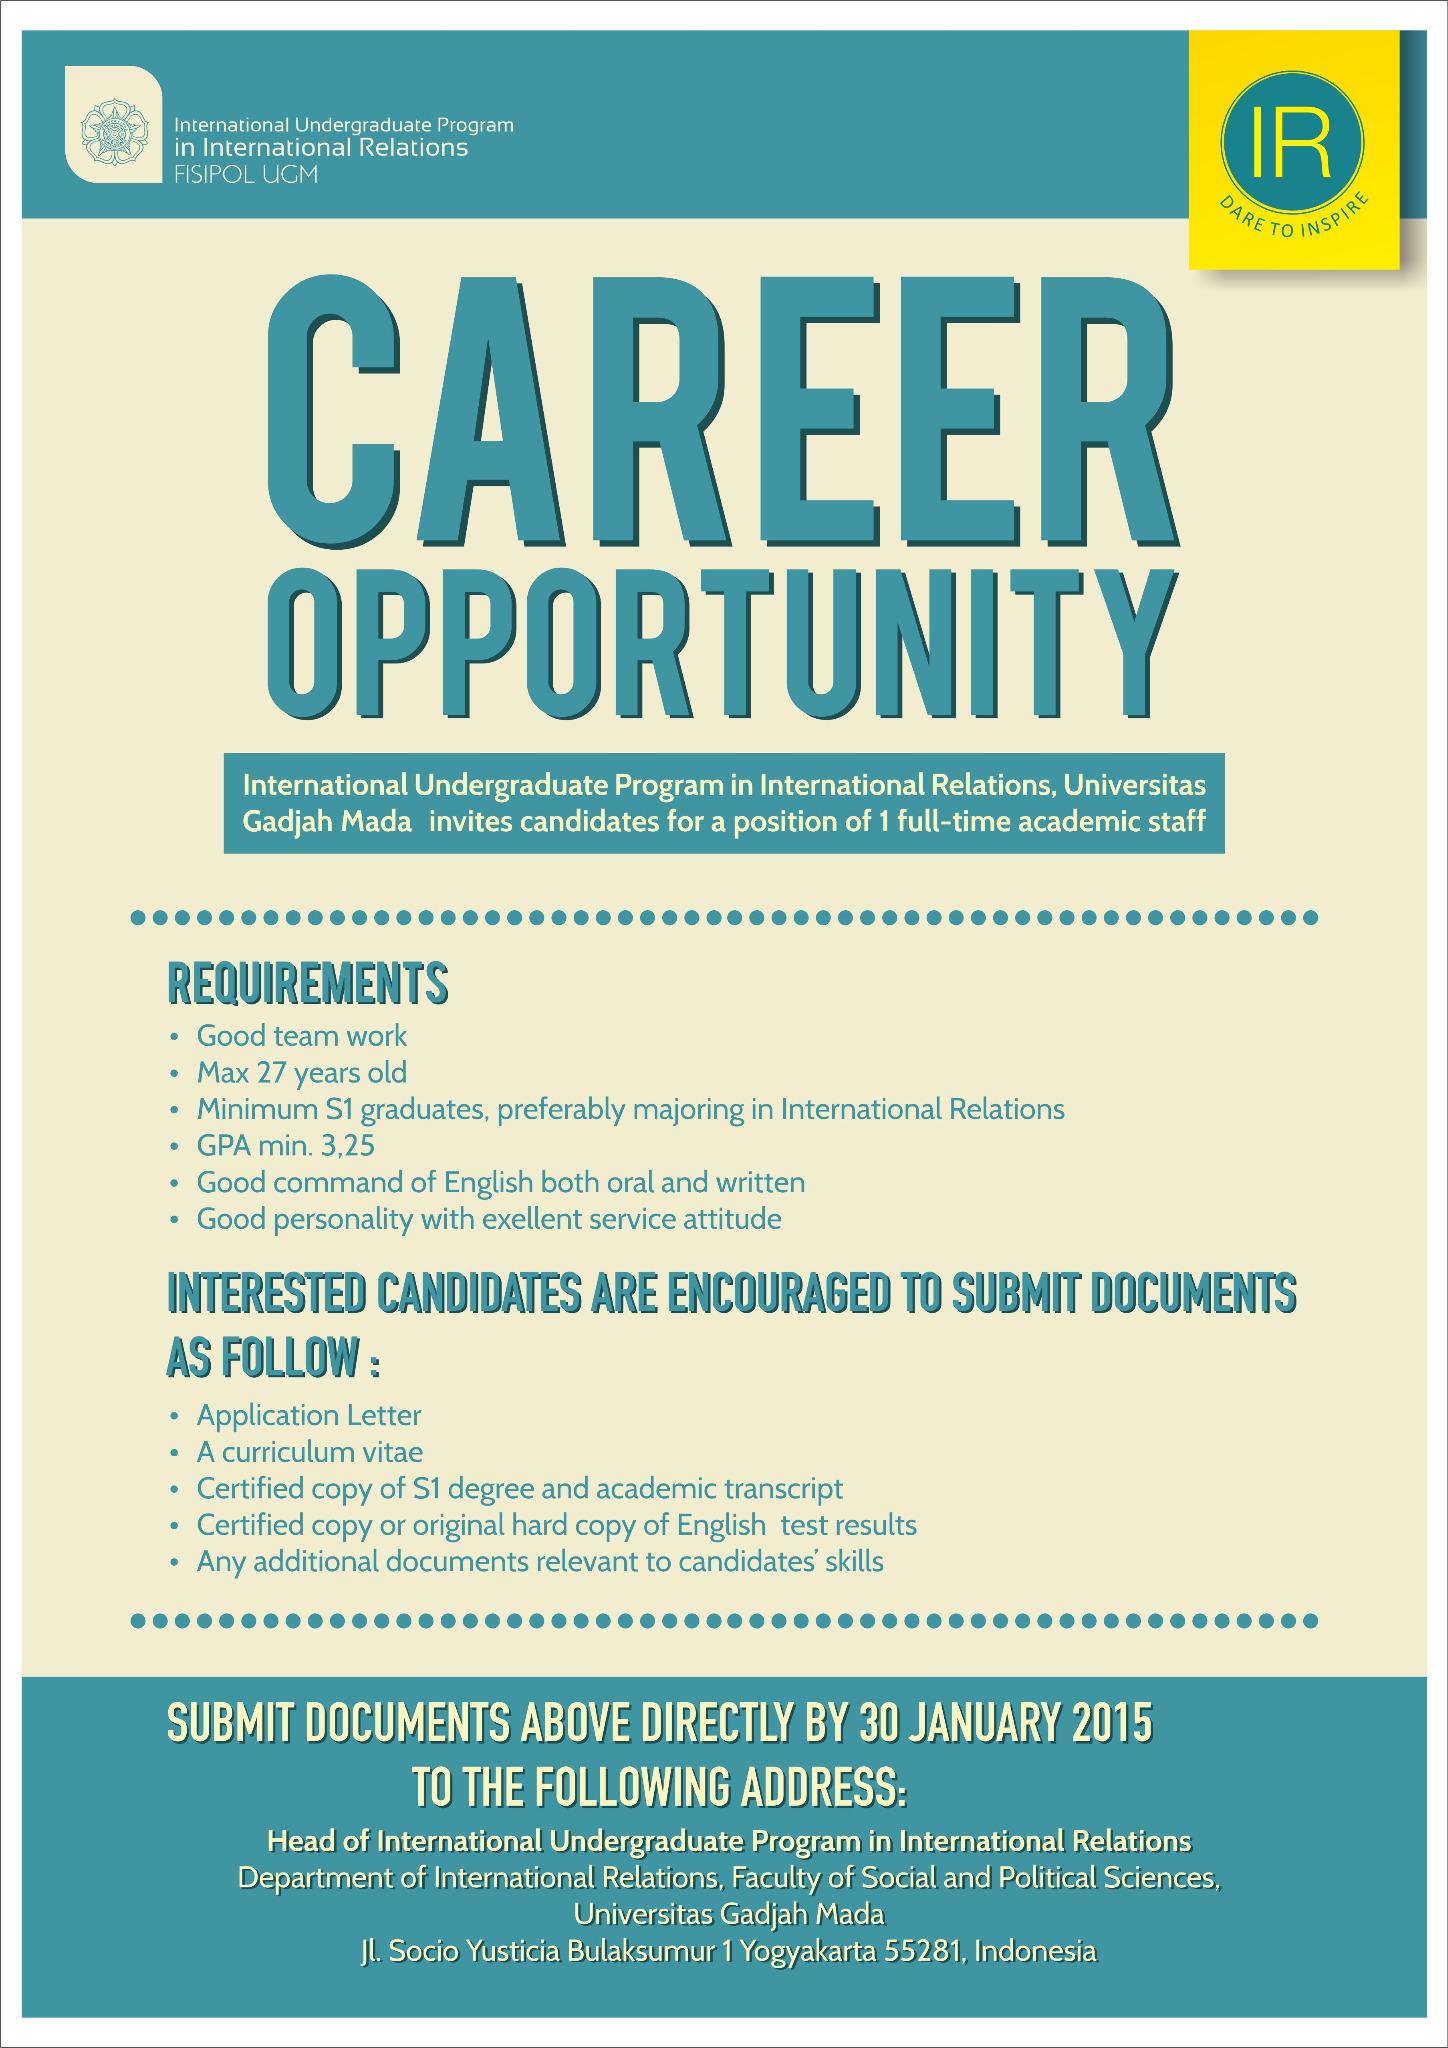 International Undergraduate Program
in International Relations
FISIPOL UGM
IR
DARE TO INSPIRE
CAREER
OPPORTUNITY
International Undergraduate Program in International Relations, Universitas
Gadjah Mada invites candidates for a position of 1 full-time academic staff
REQUIREMENTS
• Good team work
• Max 27 years old
• Minimum S1 graduates, preferably majoring in International Relations
• GPA min. 3,25
• Good command of English both oral and written
• Good personality with exellent service attitude
INTERESTED CANDIDATES ARE ENCOURAGED TO SUBMIT DOCUMENTS
AS FOLLOW :
• Application Letter
• A curriculum vitae
• Certified copy of S1 degree and academic transcript
• Certified copy or original hard copy of English test results
• Any additional documents relevant to candidates' skills
SUBMIT DOCUMENTS ABOVE DIRECTLY BY 30 JANUARY 2015
TO THE FOLLOWING ADDRESS:
Head of International Undergraduate Program in International Relations
Department of International Relations, Faculty of Social and Political Sciences,
Universitas Gadjah Mada
Jl. Socio Yusticia Bulaksumur 1 Yogyakarta 55281, Indonesia